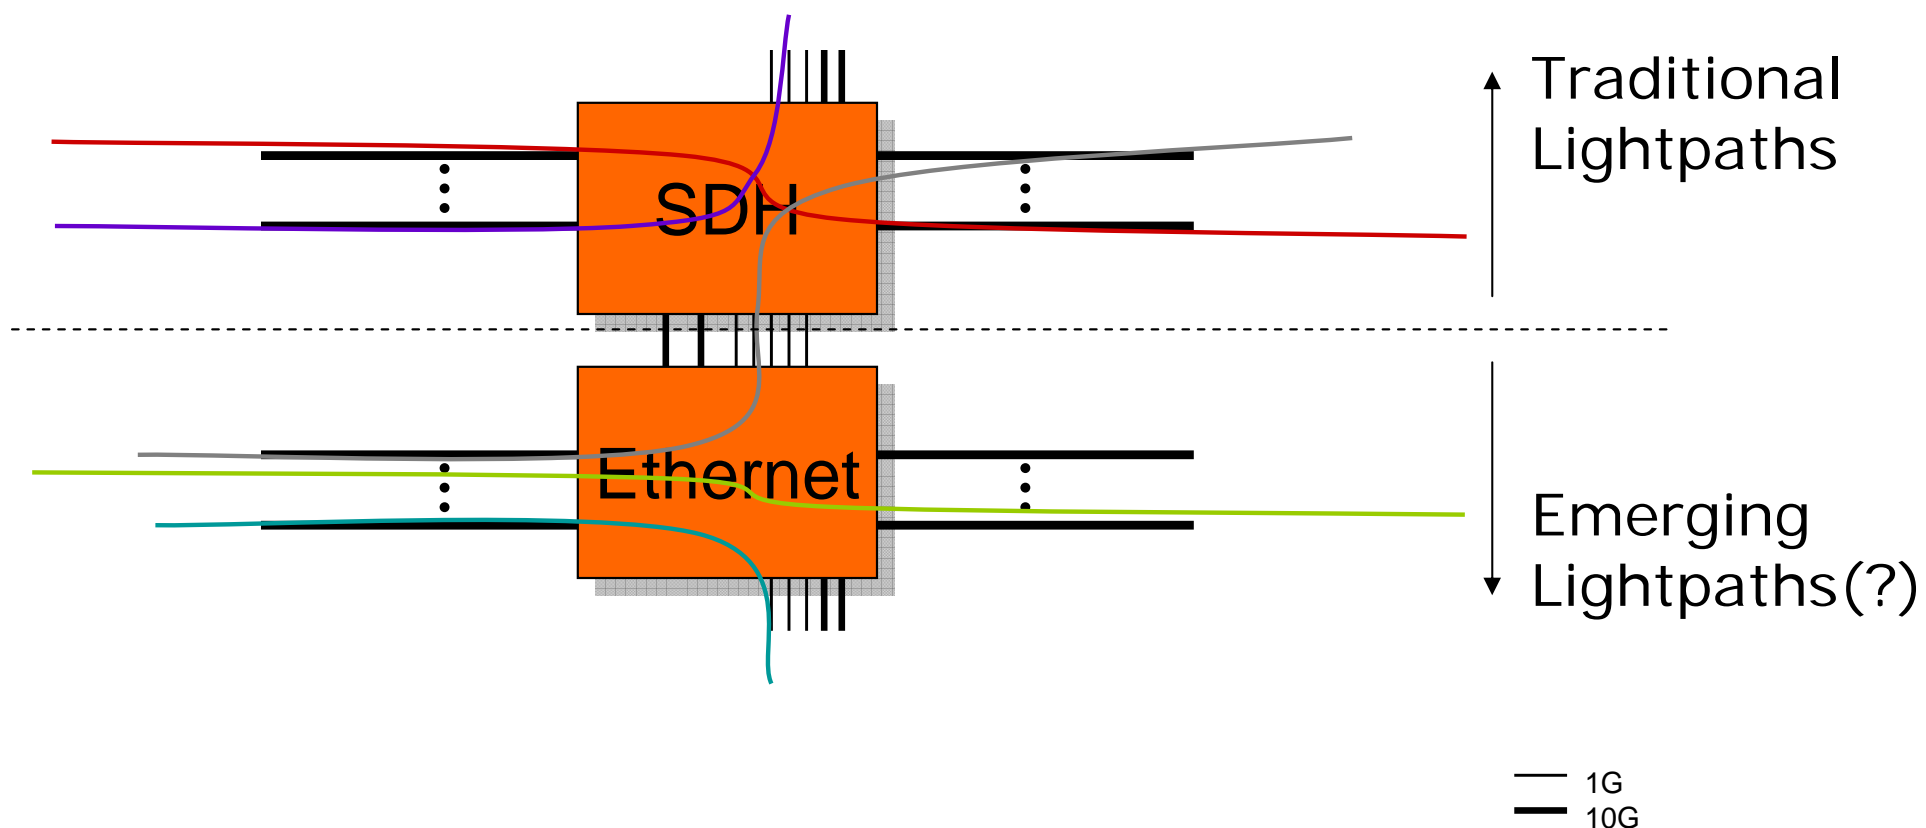 Traditional
Lightpaths
SDH
Ethernet
Emerging
Lightpaths(?)
1G
10G